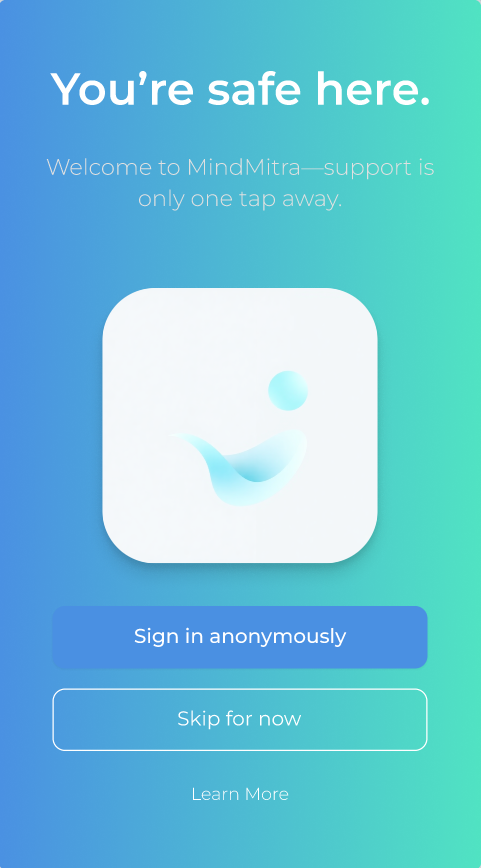 You’re safe here.
Welcome to MindMitra—support is
only one tap away.
Sign in anonymously
Skip for now
Learn More